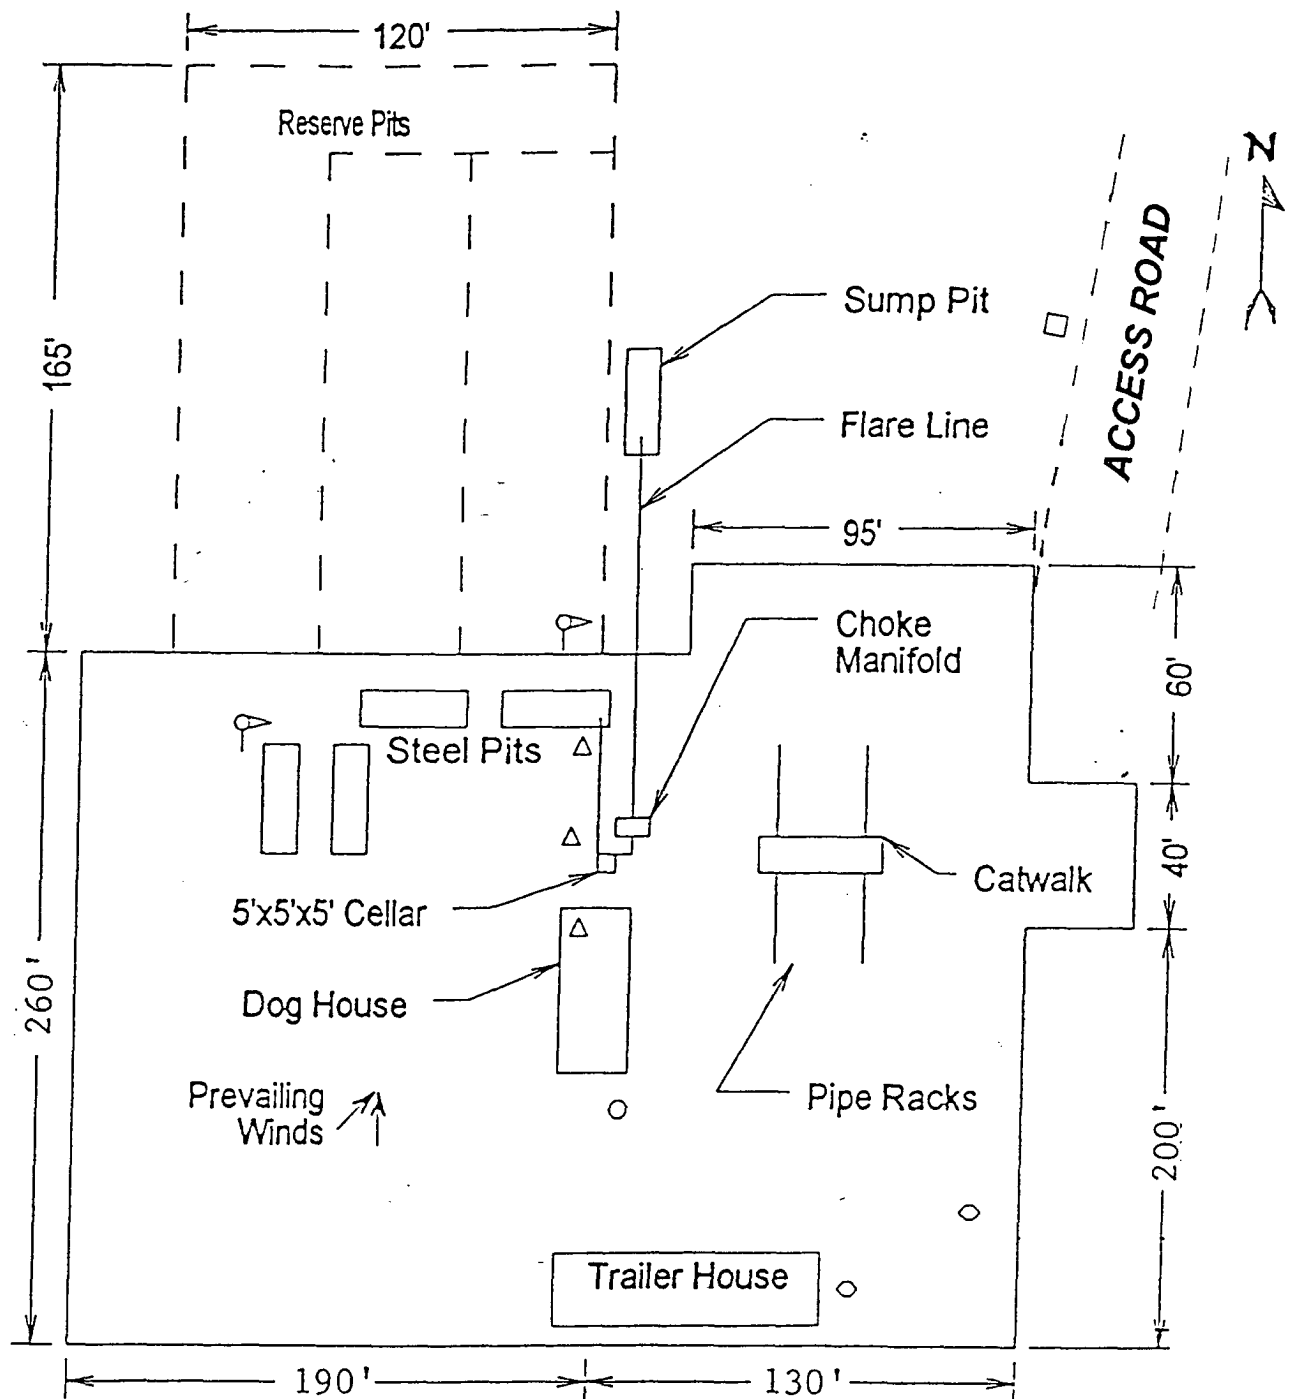 120'
Reserve Pits
N
165'
Sump Pit
ACCESS ROAD
Flare Line
95'
Choke
Manifold
60'
Steel Pits
40'
Catwalk
5'x5'x5' Cellar
260'
Dog House
Prevailing
Winds
Pipe Racks
200'
Trailer House
190'
130'